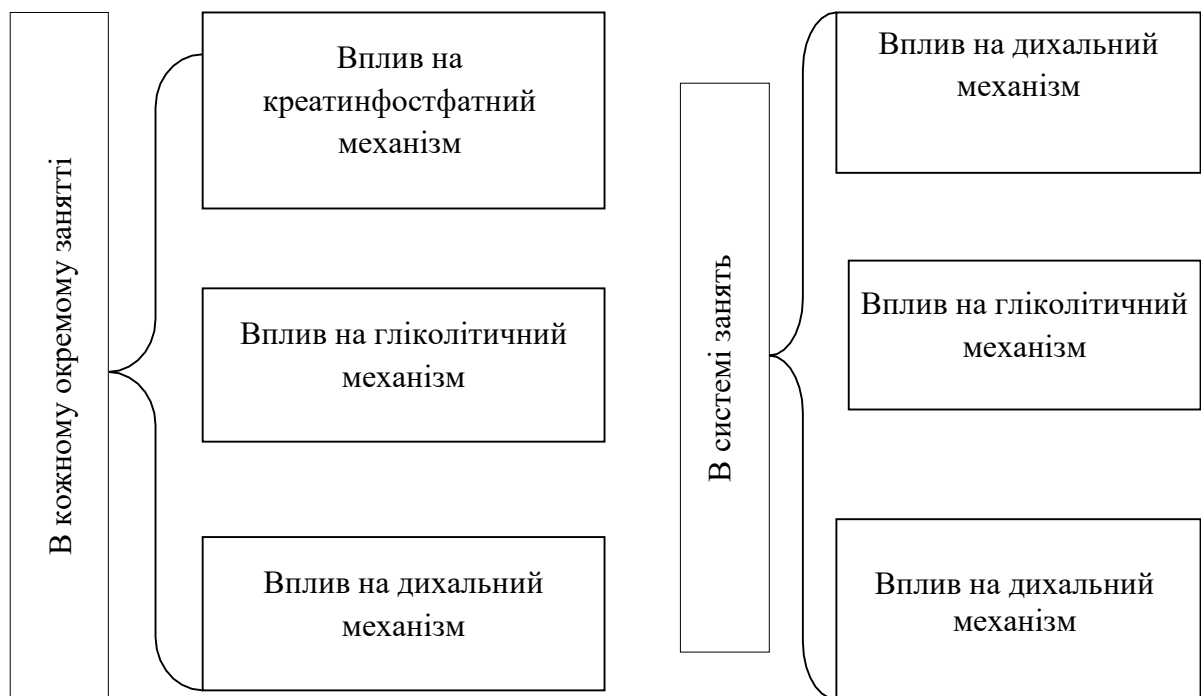 В кожному окремому занятті
Вплив на
креатинфостфатний
механізм
Вплив на гліколітичний
механізм
Вплив на дихальний
механізм
В системі занять
Вплив на дихальний
механізм
Вплив на гліколітичний
механізм
Вплив на дихальний
механізм